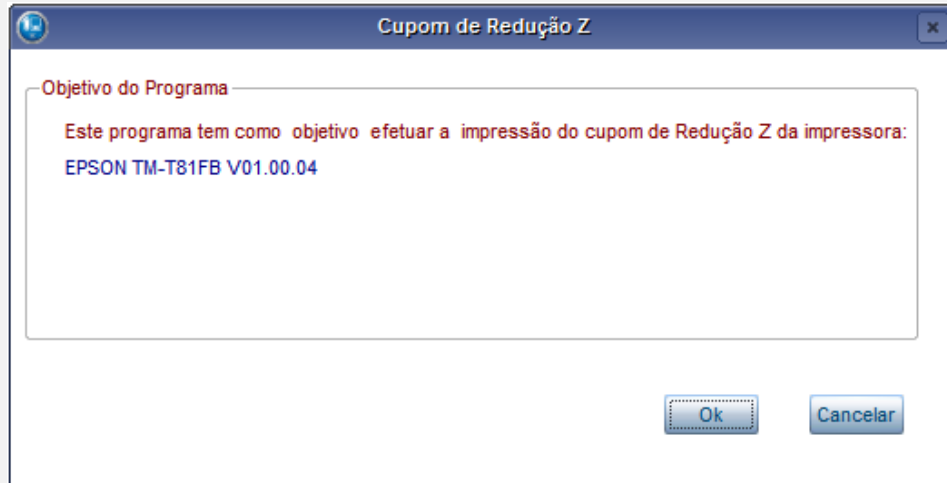 Cupom de Redução Z
Objetivo do Programa
Este programa tem como objetivo efetuar a impressão do cupom de Redução Z da impressora:
EPSON TM-T81FB V01.00.04
Ok
Cancelar